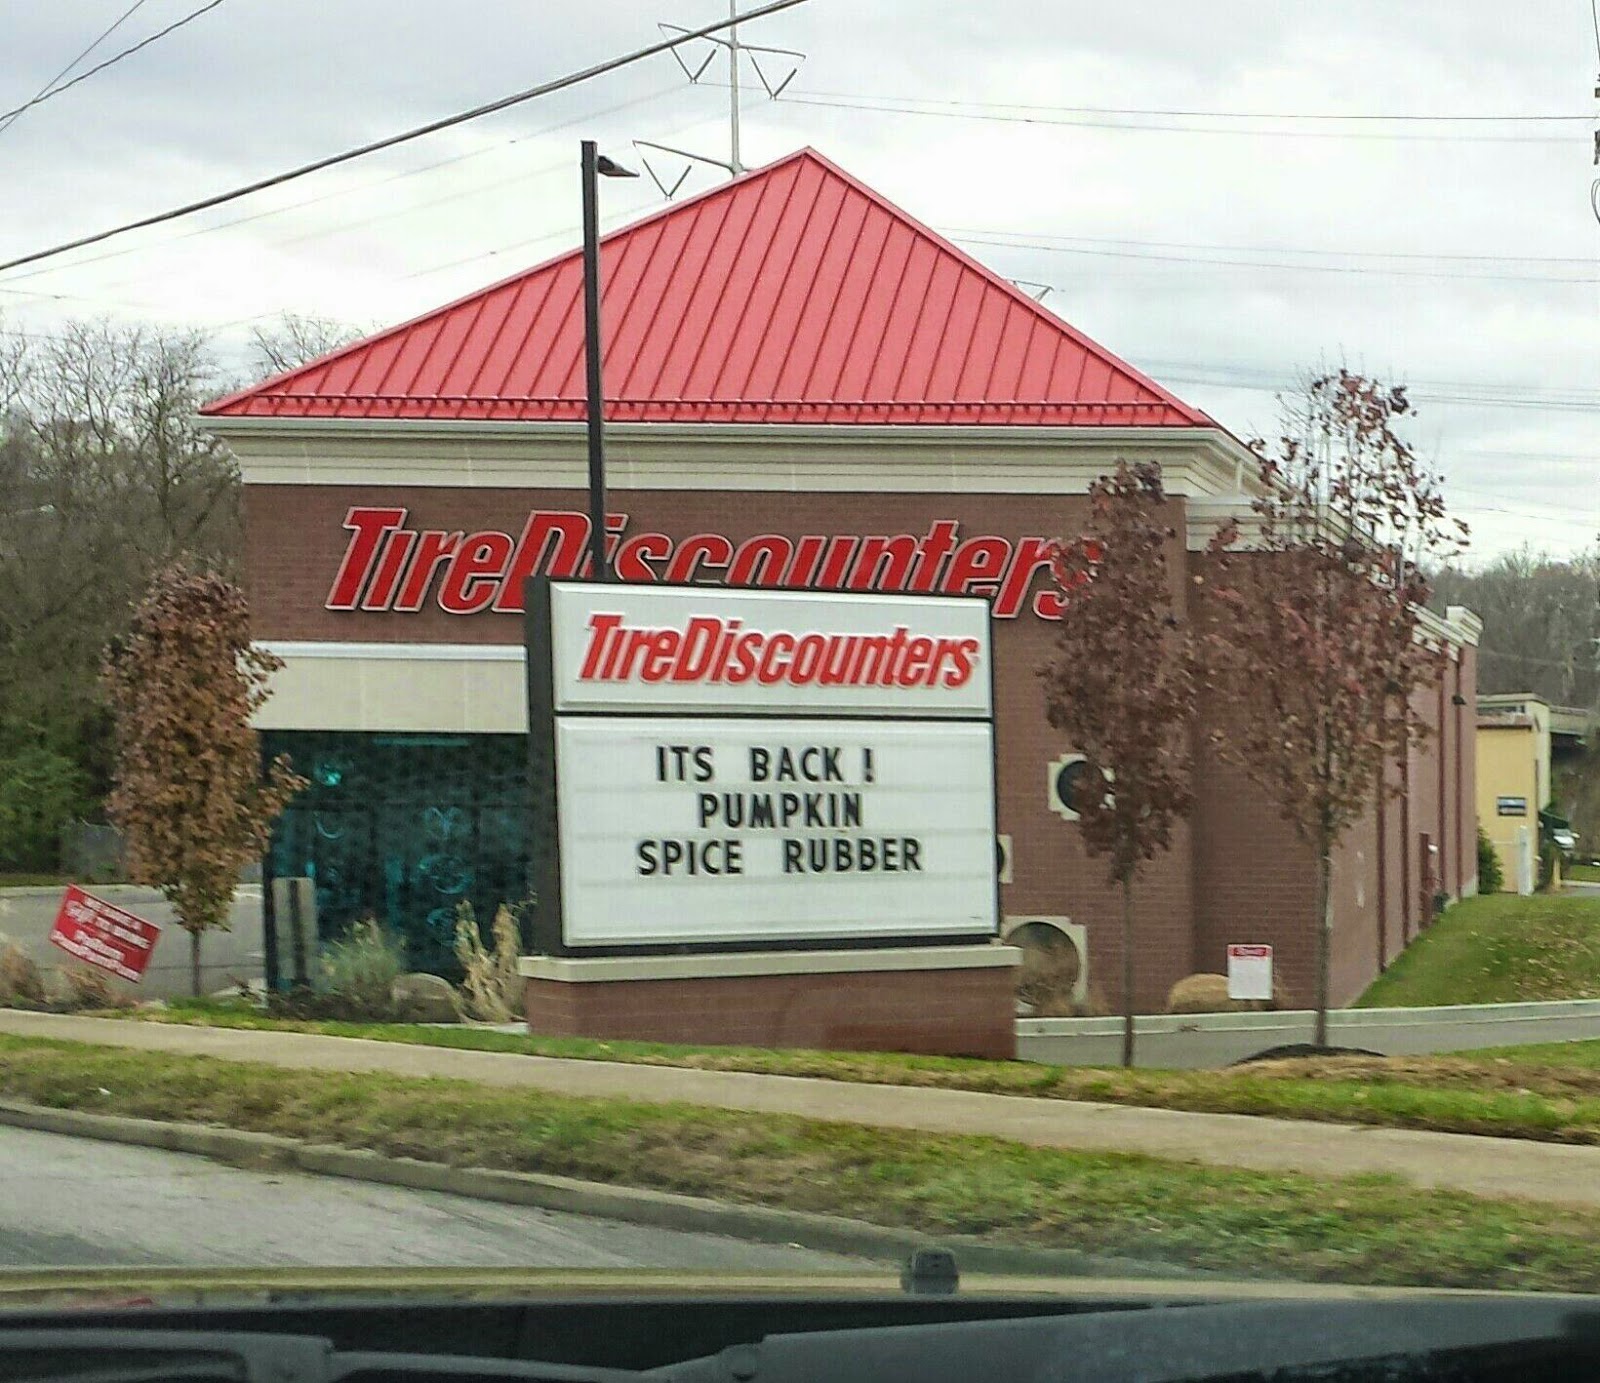 TireDiscounters
TireDiscounters
ITS BACK!
PUMPKIN
SPICE RUBBER